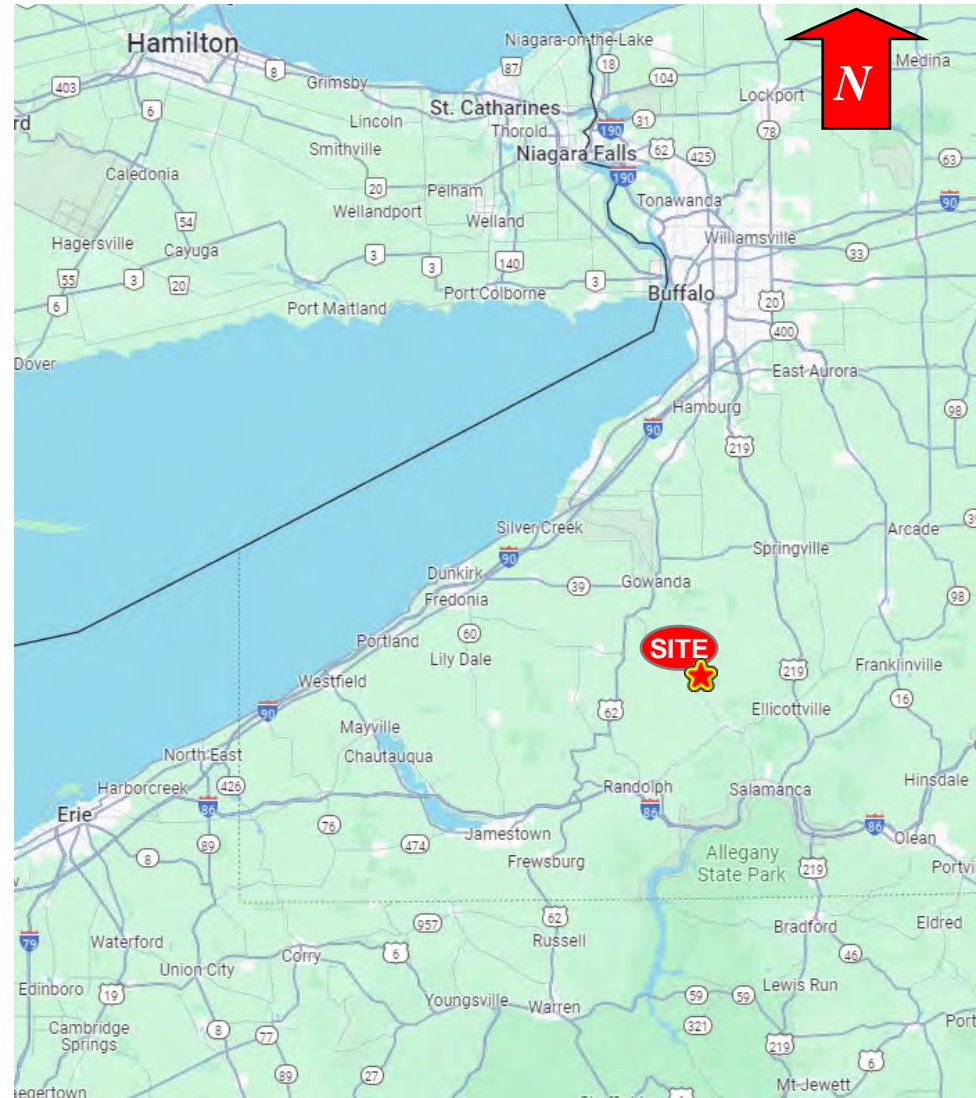 Hamilton
Niagara-on-the-Lake
N
Medina
403
8
87
18
104
Grimsby
Lockport
6
St. Catharines
31
78
rd
Lincoln
Thorold
190
62
425
Smithville
Niagara Falls
63
Caledonia
190
20
Pelham
Tonawanda
90
Wellandport
Welland
54
Williamsville
Hagersville
Cayuga
3
3
140
33
55
3
20
3
Port Colborne
Buffalo
6
Port Maitland
20
400
Dover
East Aurora
Hamburg
98
90
219
Silver Creek
Arcade
Springville
90
Dunkirk
39
Gowanda
98
Fredonia
60
Portland
Lily Dale
SITE
Franklinville
219
Westfield
16
62
Ellicottville
90
Mayville
Chautauqua
North East
426
Randolph
Salamanca
Hinsdale
Harborcreek
86
86
Erie
76
86
Jamestown
Olean
474
89
8
Frewsburg
Allegany
State Park
219
Portvi
62
957
Bradford
Eldred
79
Waterford
Russell
Corry
6
46
Union City
Edinboro
19
Youngsville
Warren
59
59
Lewis Run
Cambridge
Springs
8
77
321
Port
219
6
89
27
aegertown
Mt Jewett